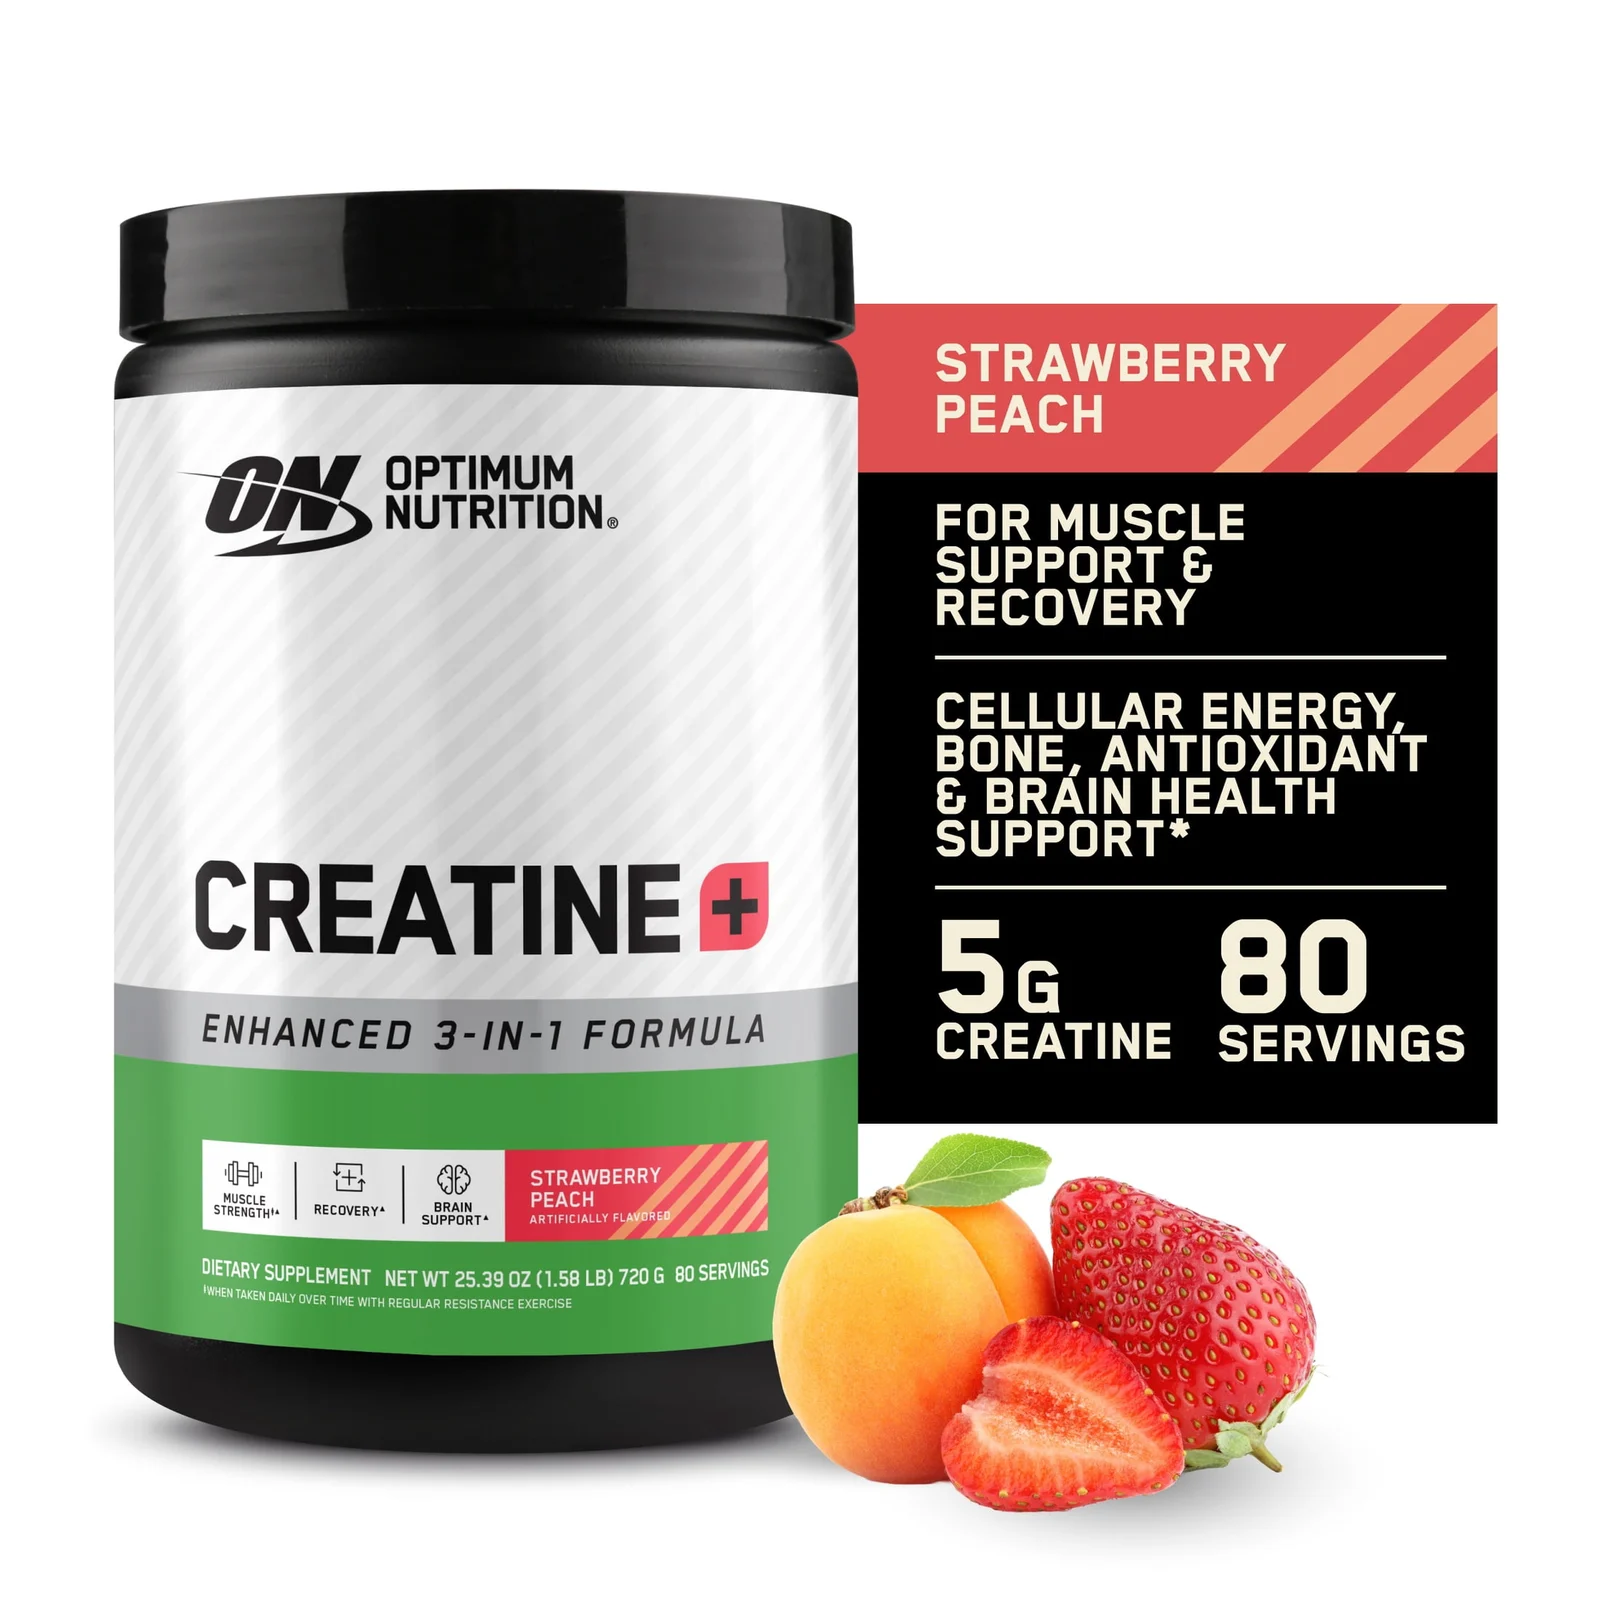 ON OPTIMUM
NUTRITION®
CREATINE +
ENHANCED 3-IN-1 FORMULA
MUSCLE
STRENGTH‡▲
RECOVERY▲
BRAIN
SUPPORT▲
STRAWBERRY
PEACH
ARTIFICIALLY FLAVORED
DIETARY SUPPLEMENT NET WT 25.39 OZ (1.58 LB) 720 G 80 SERVINGS
‡WHEN TAKEN DAILY OVER TIME WITH REGULAR RESISTANCE EXERCISE
STRAWBERRY
PEACH
FOR MUSCLE
SUPPORT &
RECOVERY
CELLULAR ENERGY,
BONE, ANTIOXIDANT
& BRAIN HEALTH
SUPPORT*
5G
CREATINE
80
SERVINGS